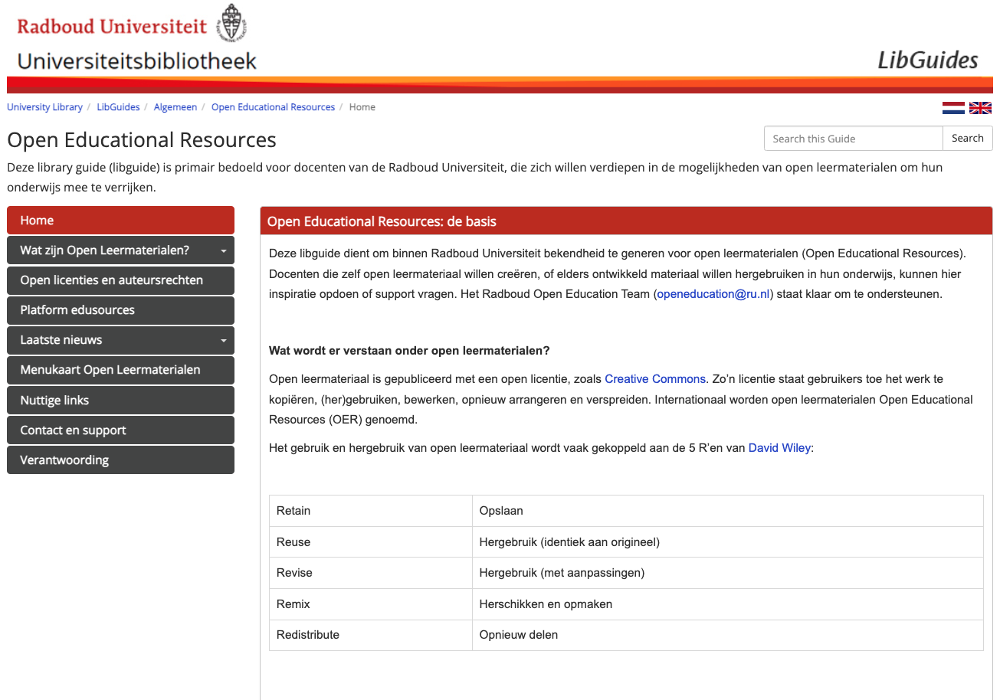 Radboud Universiteit
Universiteitsbibliotheek
LibGuides
University Library / LibGuides / Algemeen / Open Educational Resources / Home
Open Educational Resources
Search this Guide
Search
Deze library guide (libguide) is primair bedoeld voor docenten van de Radboud Universiteit, die zich willen verdiepen in de mogelijkheden van open leermaterialen om hun
onderwijs mee te verrijken.
Home
Wat zijn Open Leermaterialen?
Open licenties en auteursrechten
Platform edusources
Laatste nieuws
Menukaart Open Leermaterialen
Nuttige links
Contact en support
Verantwoording
Open Educational Resources: de basis
Deze libguide dient om binnen Radboud Universiteit bekendheid te generen voor open leermaterialen (Open Educational Resources).
Docenten die zelf open leermateriaal willen creëren, of elders ontwikkeld materiaal willen hergebruiken in hun onderwijs, kunnen hier
inspiratie opdoen of support vragen. Het Radboud Open Education Team (openeducation@ru.nl) staat klaar om te ondersteunen.
Wat wordt er verstaan onder open leermaterialen?
Open leermateriaal is gepubliceerd met een open licentie, zoals Creative Commons. Zo’n licentie staat gebruikers toe het werk te
kopiëren, (her)gebruiken, bewerken, opnieuw arrangeren en verspreiden. Internationaal worden open leermaterialen Open Educational
Resources (OER) genoemd.
Het gebruik en hergebruik van open leermateriaal wordt vaak gekoppeld aan de 5 R’en van David Wiley:
Retain Opslaan
Reuse Hergebruik (identiek aan origineel)
Revise Hergebruik (met aanpassingen)
Remix Herschikken en opmaken
Redistribute Opnieuw delen